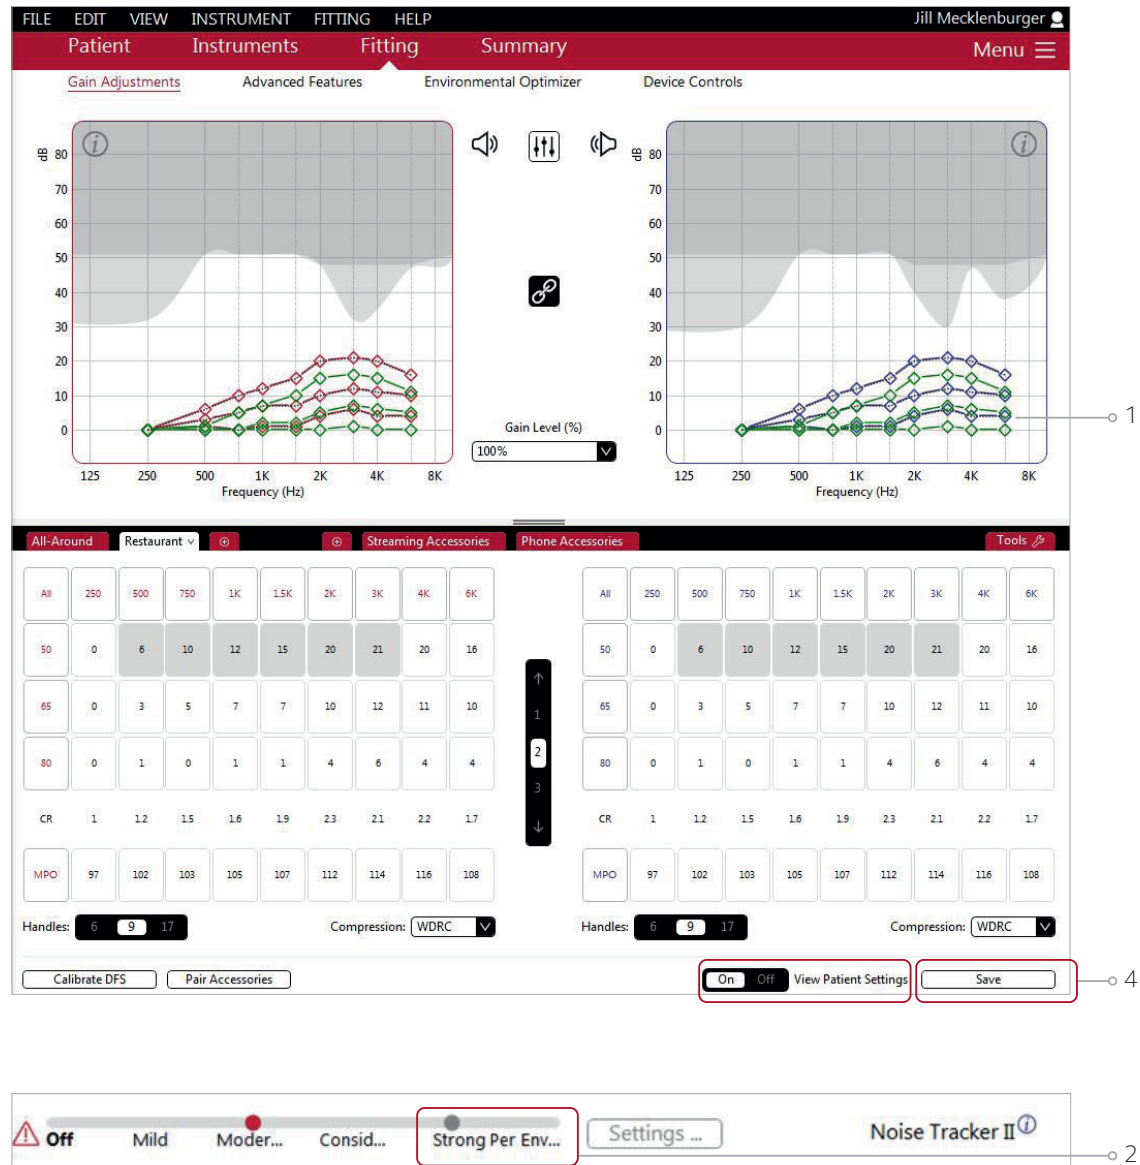 FILE EDIT VIEW INSTRUMENT FITTING HELP Jill Mecklenburger
Patient Instruments Fitting Summary Menu
Gain Adjustments Advanced Features Environmental Optimizer Device Controls
dB 80 dB 80
70 70
60 60
50 50
40 40
30 30
20 20
10 10
0 Gain Level (%) 0 1
100%
125 250 500 1K 2K 4K 8K 125 250 500 1K 2K 4K 8K
Frequency (Hz) Frequency (Hz)
All-Around Restaurant Streaming Accessories Phone Accessories Tools
All 250 500 750 1K 1.5K 2K 3K 4K 6K All 250 500 750 1K 1.5K 2K 3K 4K 6K
50 0 6 10 12 15 20 21 20 16 50 0 6 10 12 15 20 21 20 16
65 0 3 5 7 7 10 12 11 10 1 65 0 3 5 7 7 10 12 11 10
80 0 1 0 1 1 4 6 4 4 2 80 0 1 0 1 1 4 6 4 4
3
CR 1 1.2 1.5 1.6 1.9 2.3 2.1 2.2 1.7 CR 1 1.2 1.5 1.6 1.9 2.3 2.1 2.2 1.7
MPO 97 102 103 105 107 112 114 116 108 MPO 97 102 103 105 107 112 114 116 108
Handles: 6 9 17 Compression: WDRC Handles: 6 9 17 Compression: WDRC
Calibrate DFS Pair Accessories On Off View Patient Settings Save 4
Off Mild Moder... Consid... Strong Per Env... Settings ... Noise Tracker II
2